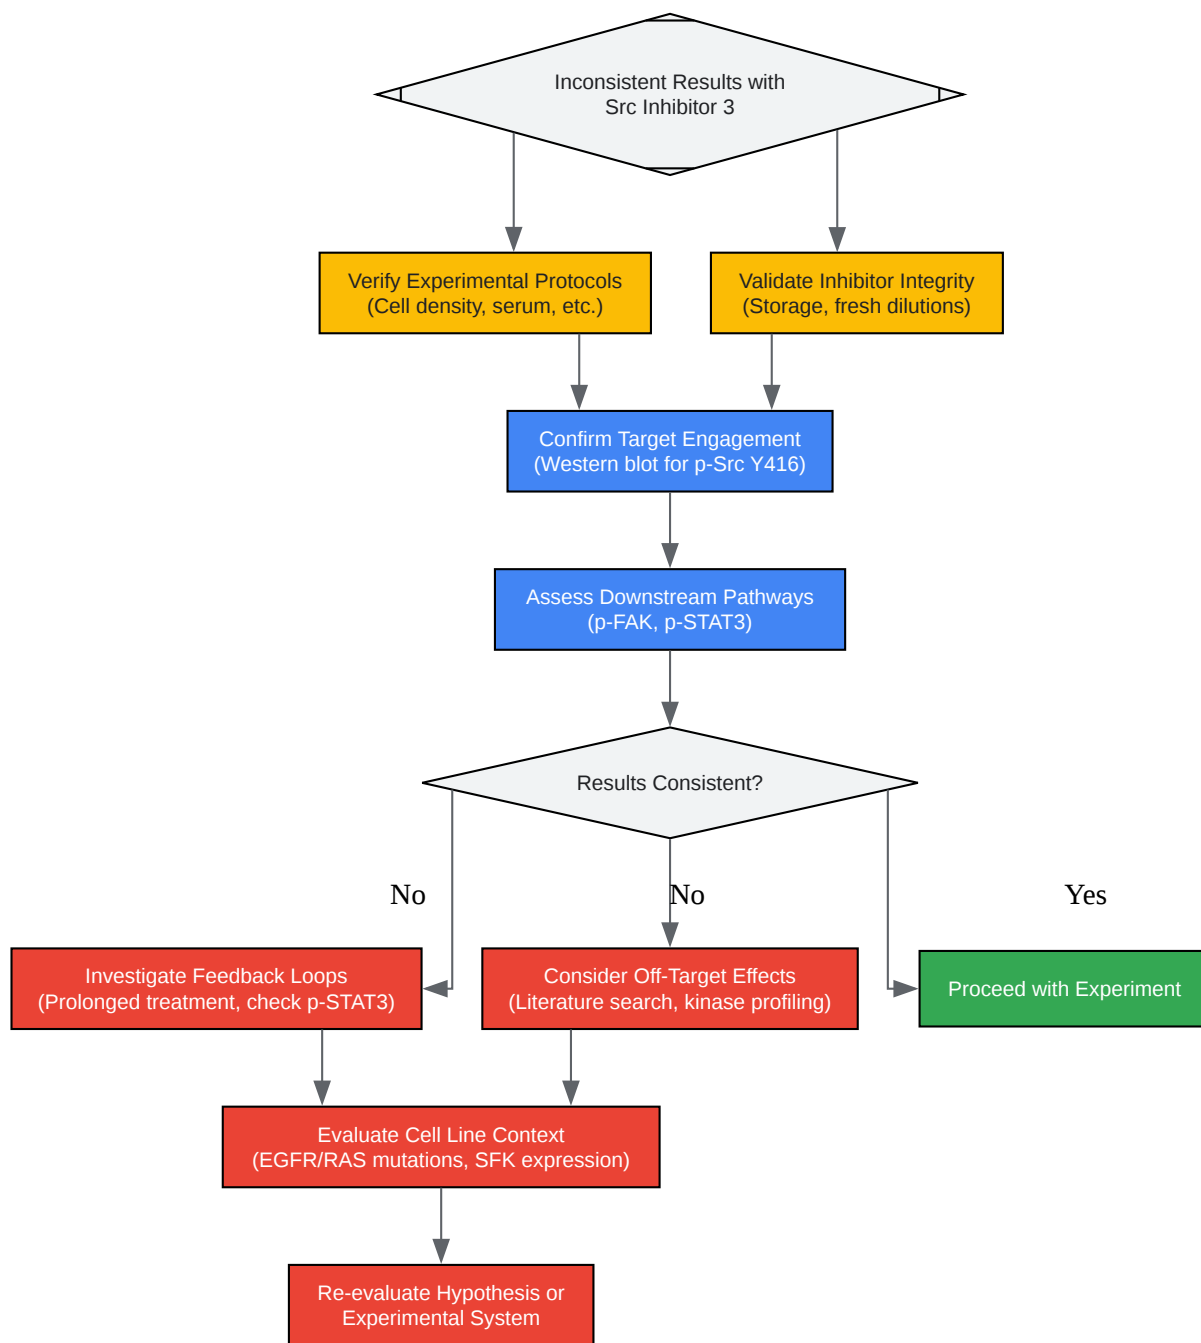 Inconsistent Results with
Src Inhibitor 3
Verify Experimental Protocols
(Cell density, serum, etc.)
Validate Inhibitor Integrity
(Storage, fresh dilutions)
Confirm Target Engagement
(Western blot for p-Src Y416)
Assess Downstream Pathways
(p-FAK, p-STAT3)
Results Consistent?
No
No
Yes
Investigate Feedback Loops
(Prolonged treatment, check p-STAT3)
Consider Off-Target Effects
(Literature search, kinase profiling)
Proceed with Experiment
Evaluate Cell Line Context
(EGFR/RAS mutations, SFK expression)
Re-evaluate Hypothesis or
Experimental System